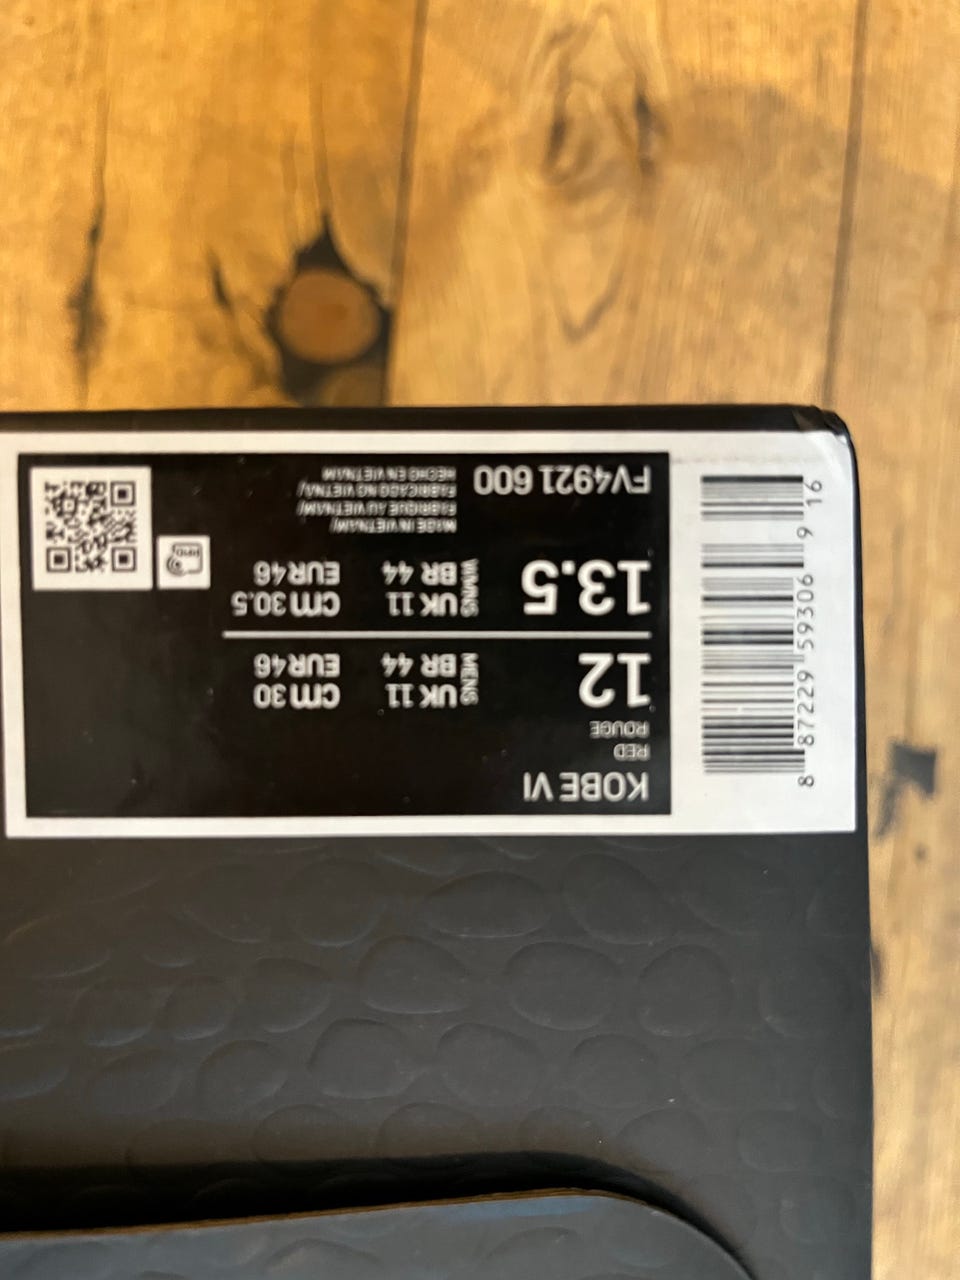 KOBE VI
RED
ROUGE
12
MENS
UK 11
BR 44
cm 30
EUR 46
13.5
WMNS
UK 11
BR 44
cm 30.5
EUR 46
FV4921 600
MADE IN VIETNAM/
FABRIQUÉ AU VIETNAM/
FABRICADO NO VIETNA/
HECHO EN VIETNAM
8 87229 59306 9 16